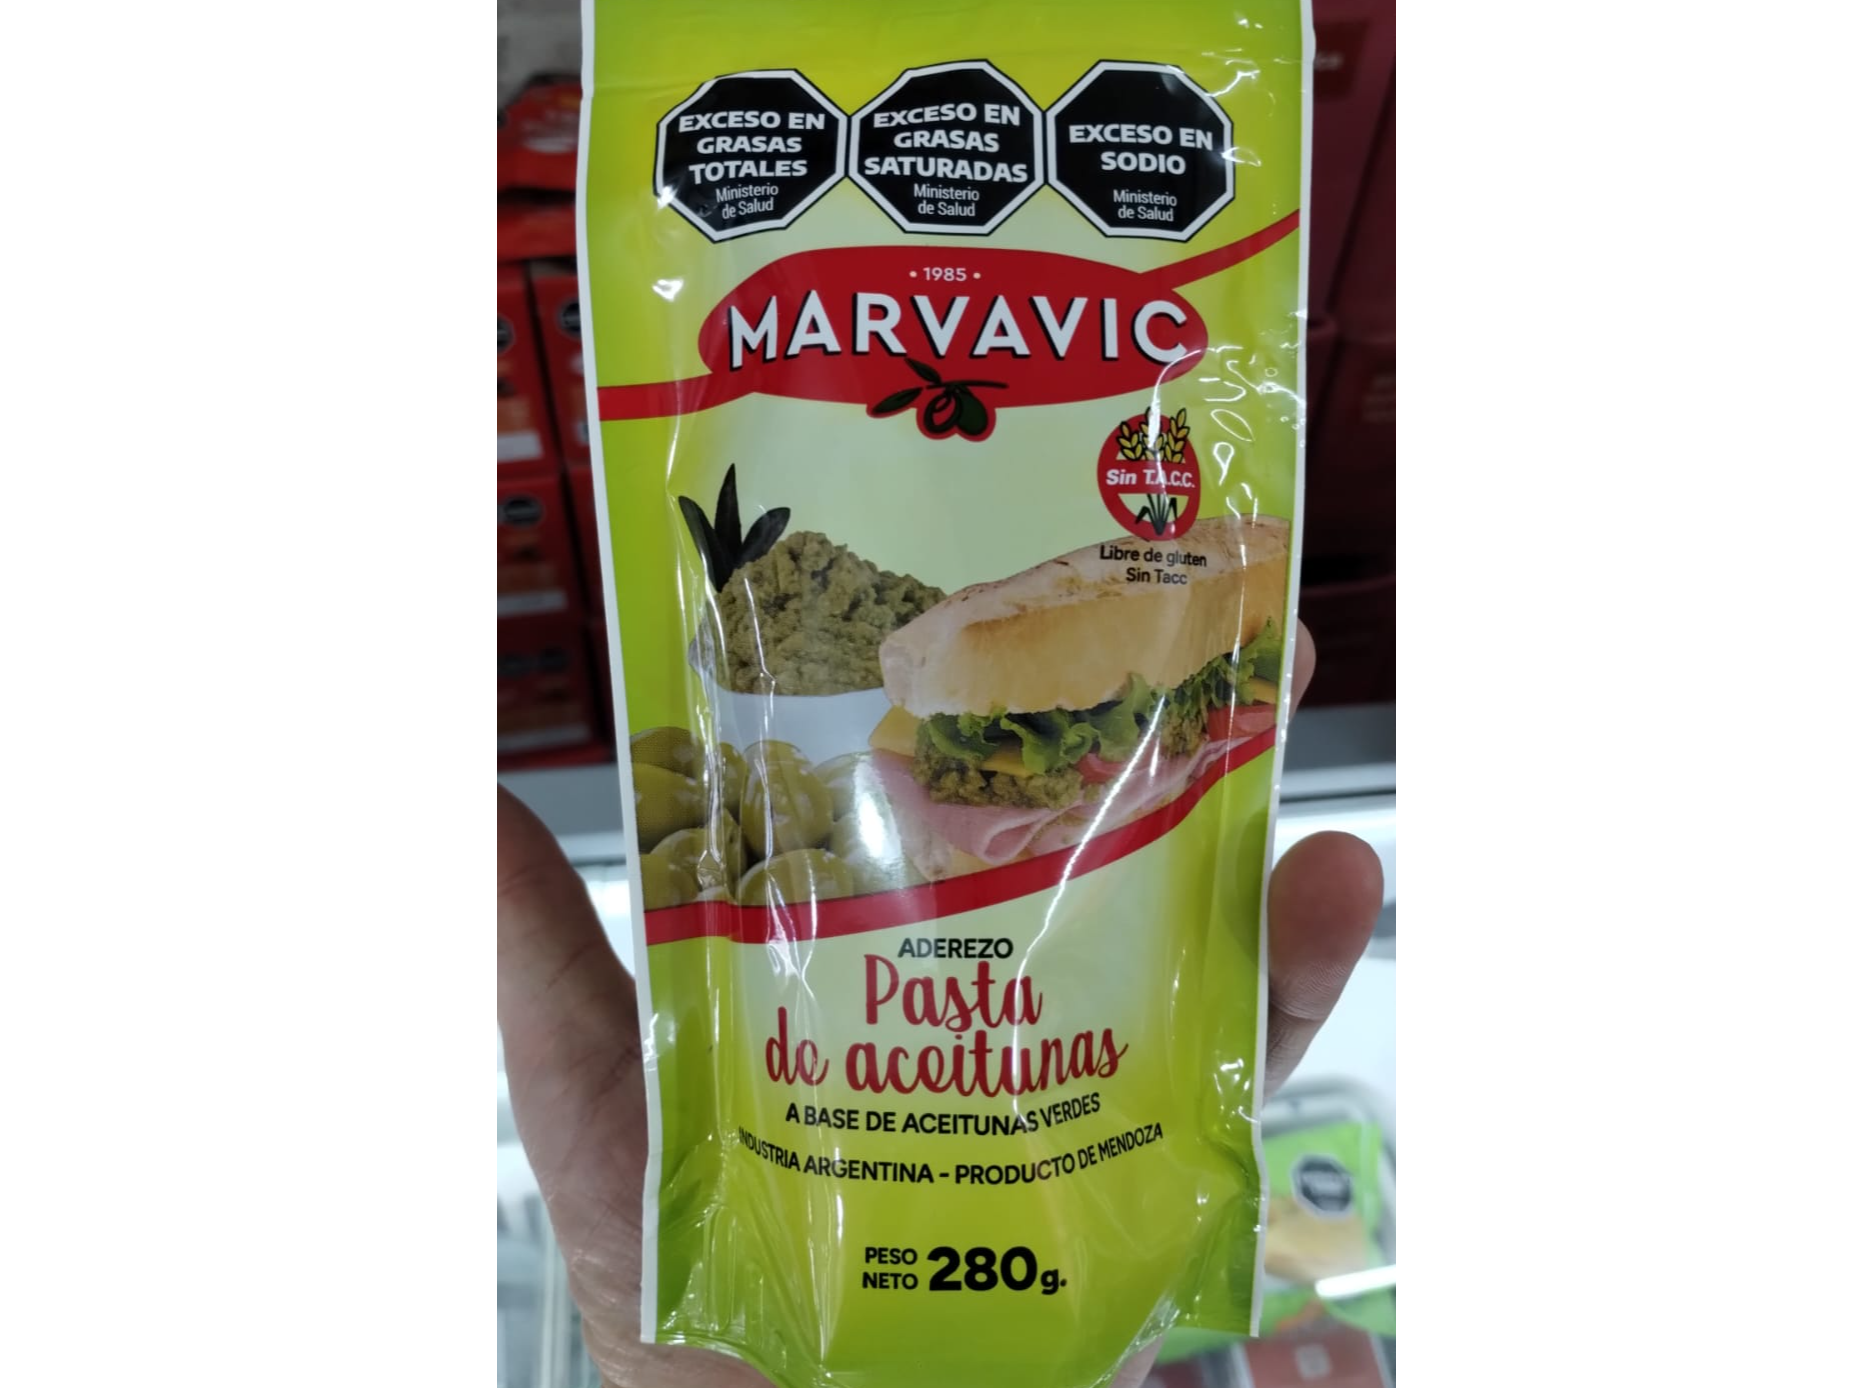 EXCESO EN
GRASAS
TOTALES
Ministerio
de Salud
EXCESO EN
GRASAS
SATURADAS
Ministerio
de Salud
EXCESO EN
SODIO
Ministerio
de Salud
• 1985 •
MARVAVIC
Sin T.A.C.C.
Libre de gluten
Sin Tacc
ADEREZO
Pasta
de aceitunas
A BASE DE ACEITUNAS VERDES
INDUSTRIA ARGENTINA - PRODUCTO DE MENDOZA
PESO
NETO 280g.